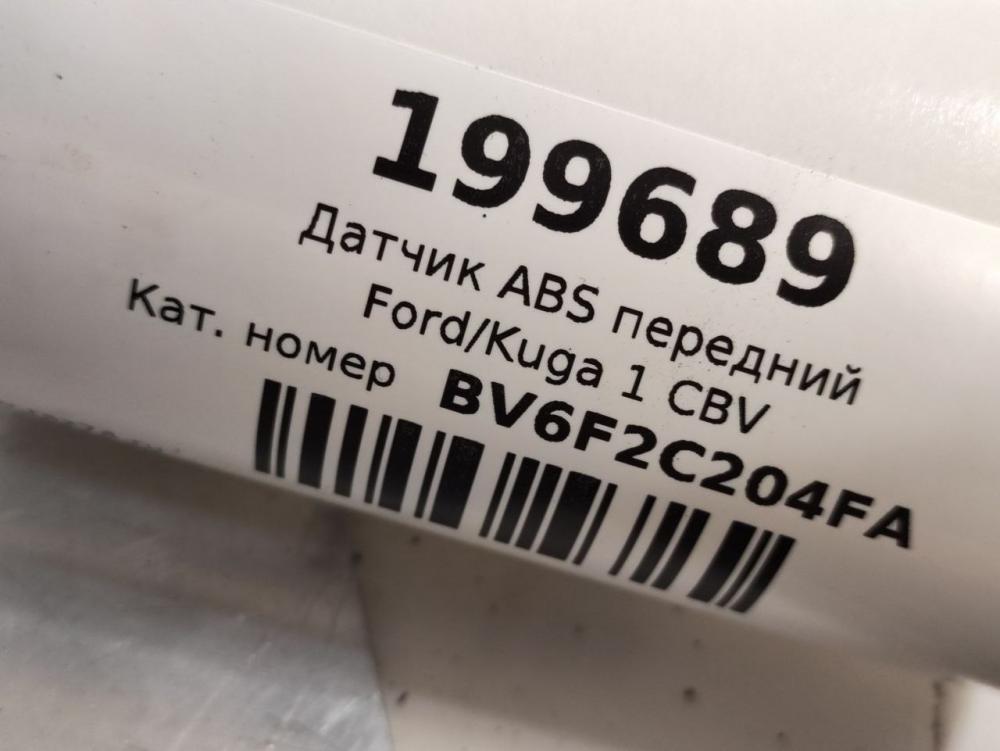 199689
Датчик ABS передний
Ford/Kuga 1 CBV
Кат. номер BV6F2C204FA